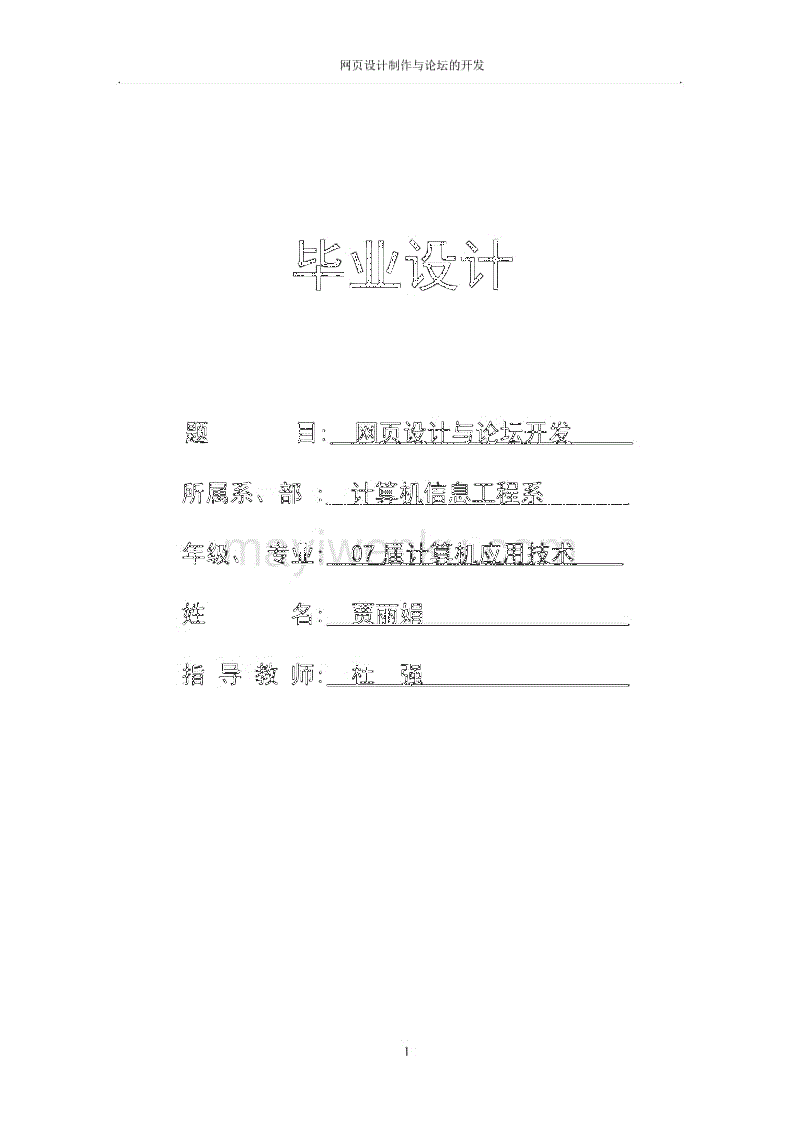 网页设计制作与论坛的开发
毕业设计
题 目: 网页设计与论坛开发
所属系、部 : 计算机信息工程系
年级、 专业: 07 届计算机应用技术
姓 名: 贾丽娟
指 导 教 师: 杜 强
1